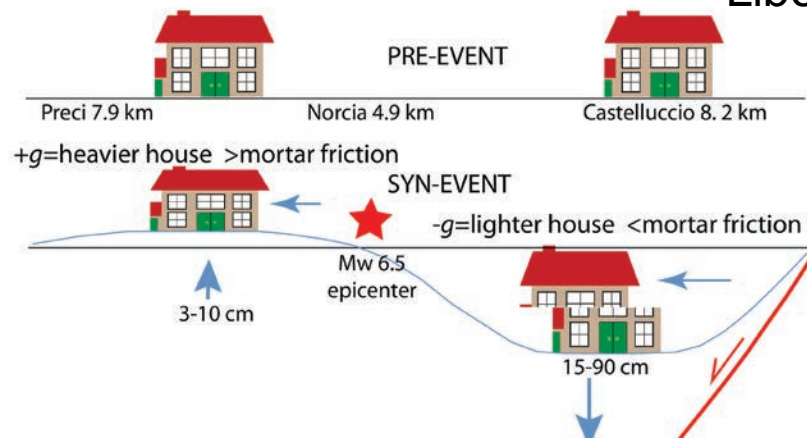 PRE-EVENT
Preci 7.9 km
Norcia 4.9 km
Castelluccio 8. 2 km
+g=heavier house >mortar friction
SYN-EVENT
-g=lighter house <mortar friction
Mw 6.5
epicenter
3-10 cm
15-90 cm